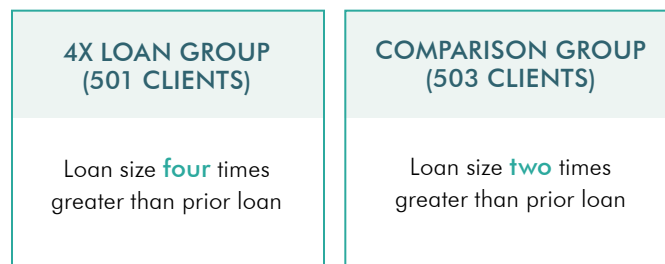 4X LOAN GROUP
(501 CLIENTS)
Loan size four times
greater than prior loan
COMPARISON GROUP
(503 CLIENTS)
Loan size two times
greater than prior loan